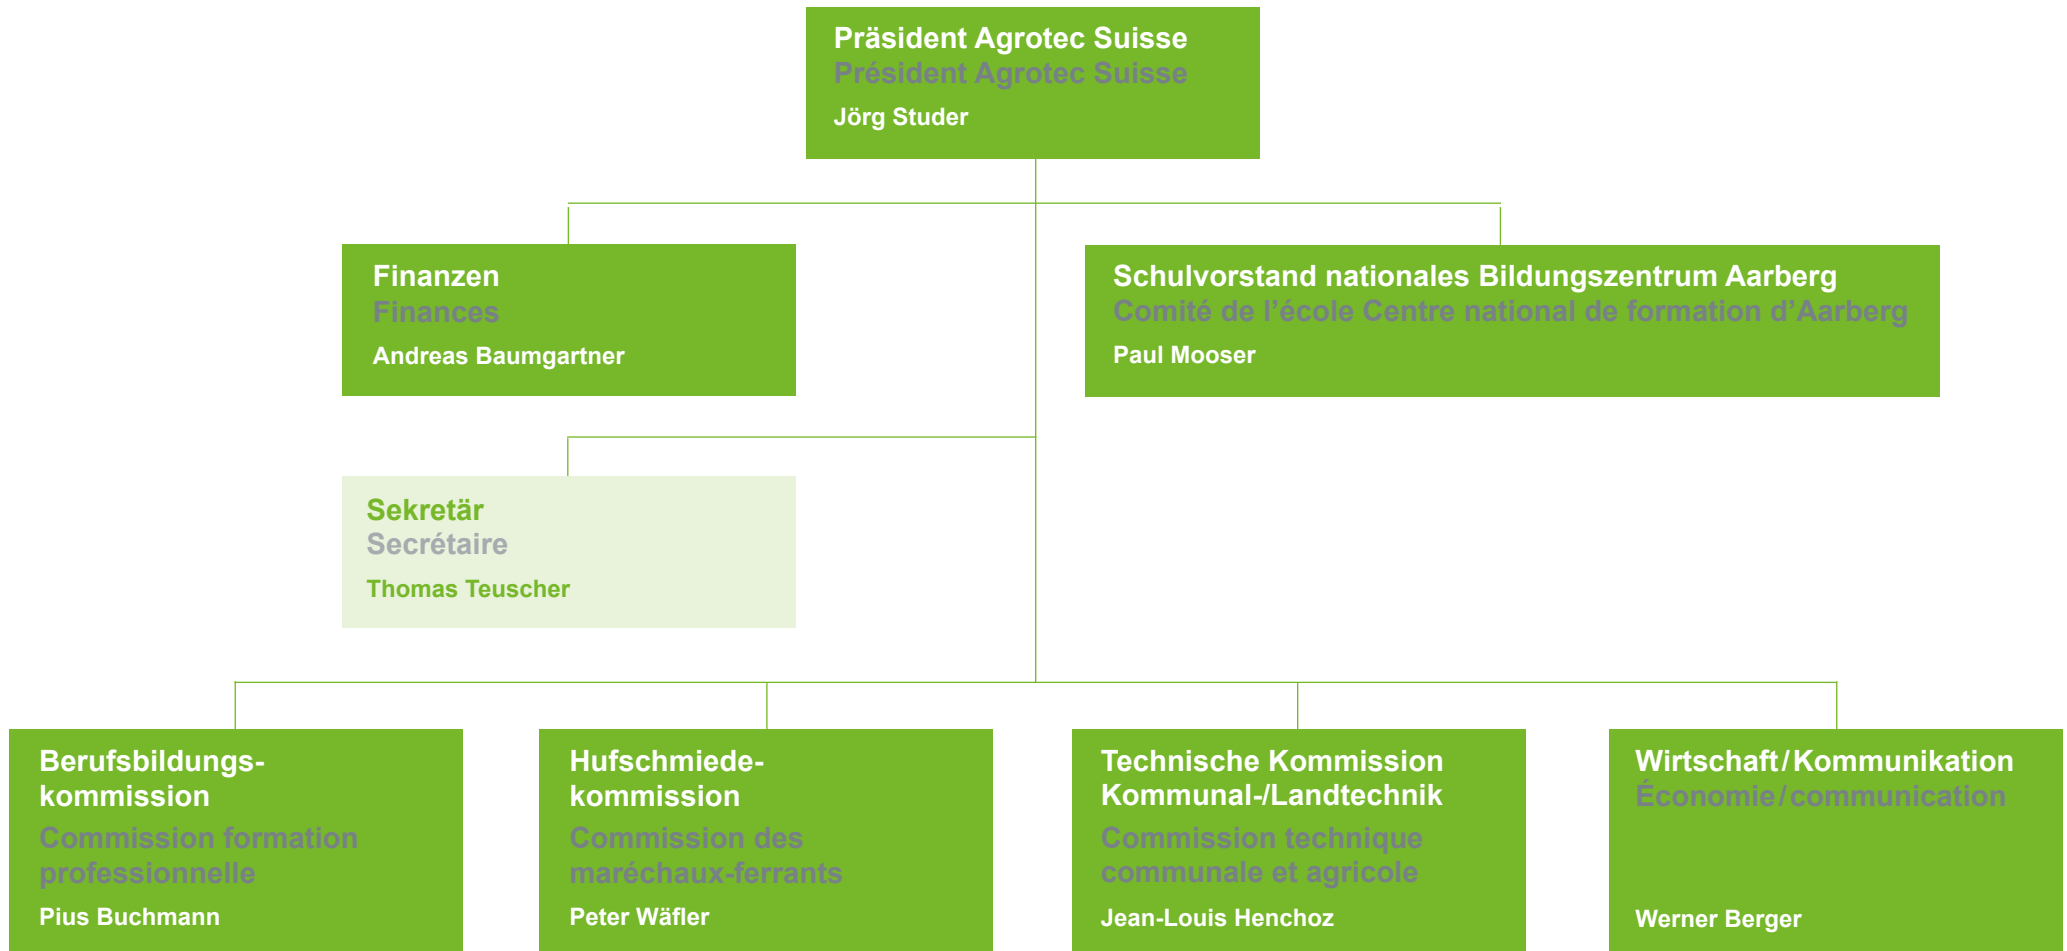 Präsident Agrotec Suisse
Président Agrotec Suisse
Jörg Studer
Finanzen
Finances
Andreas Baumgartner
Schulvorstand nationales Bildungszentrum Aarberg
Comité de l’école Centre national de formation d’Aarberg
Paul Mooser
Sekretär
Secrétaire
Thomas Teuscher
Berufsbildungs-
kommission
Commission formation
professionnelle
Pius Buchmann
Hufschmiede-
kommission
Commission des
maréchaux-ferrants
Peter Wäfler
Technische Kommission
Kommunal-/Landtechnik
Commission technique
communale et agricole
Jean-Louis Henchoz
Wirtschaft/Kommunikation
Économie/communication
Werner Berger